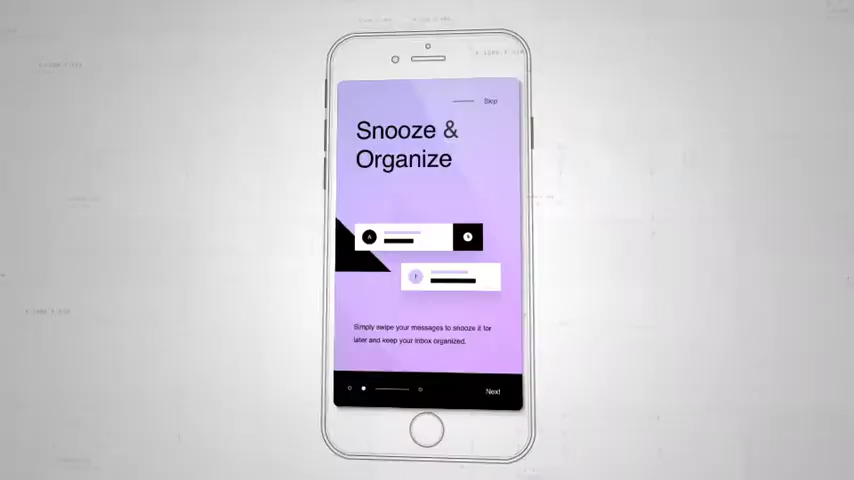 Skip
Snooze &
Organize
A
Simply swipe your messages to snooze it for
later and keep your inbox organized.
Next